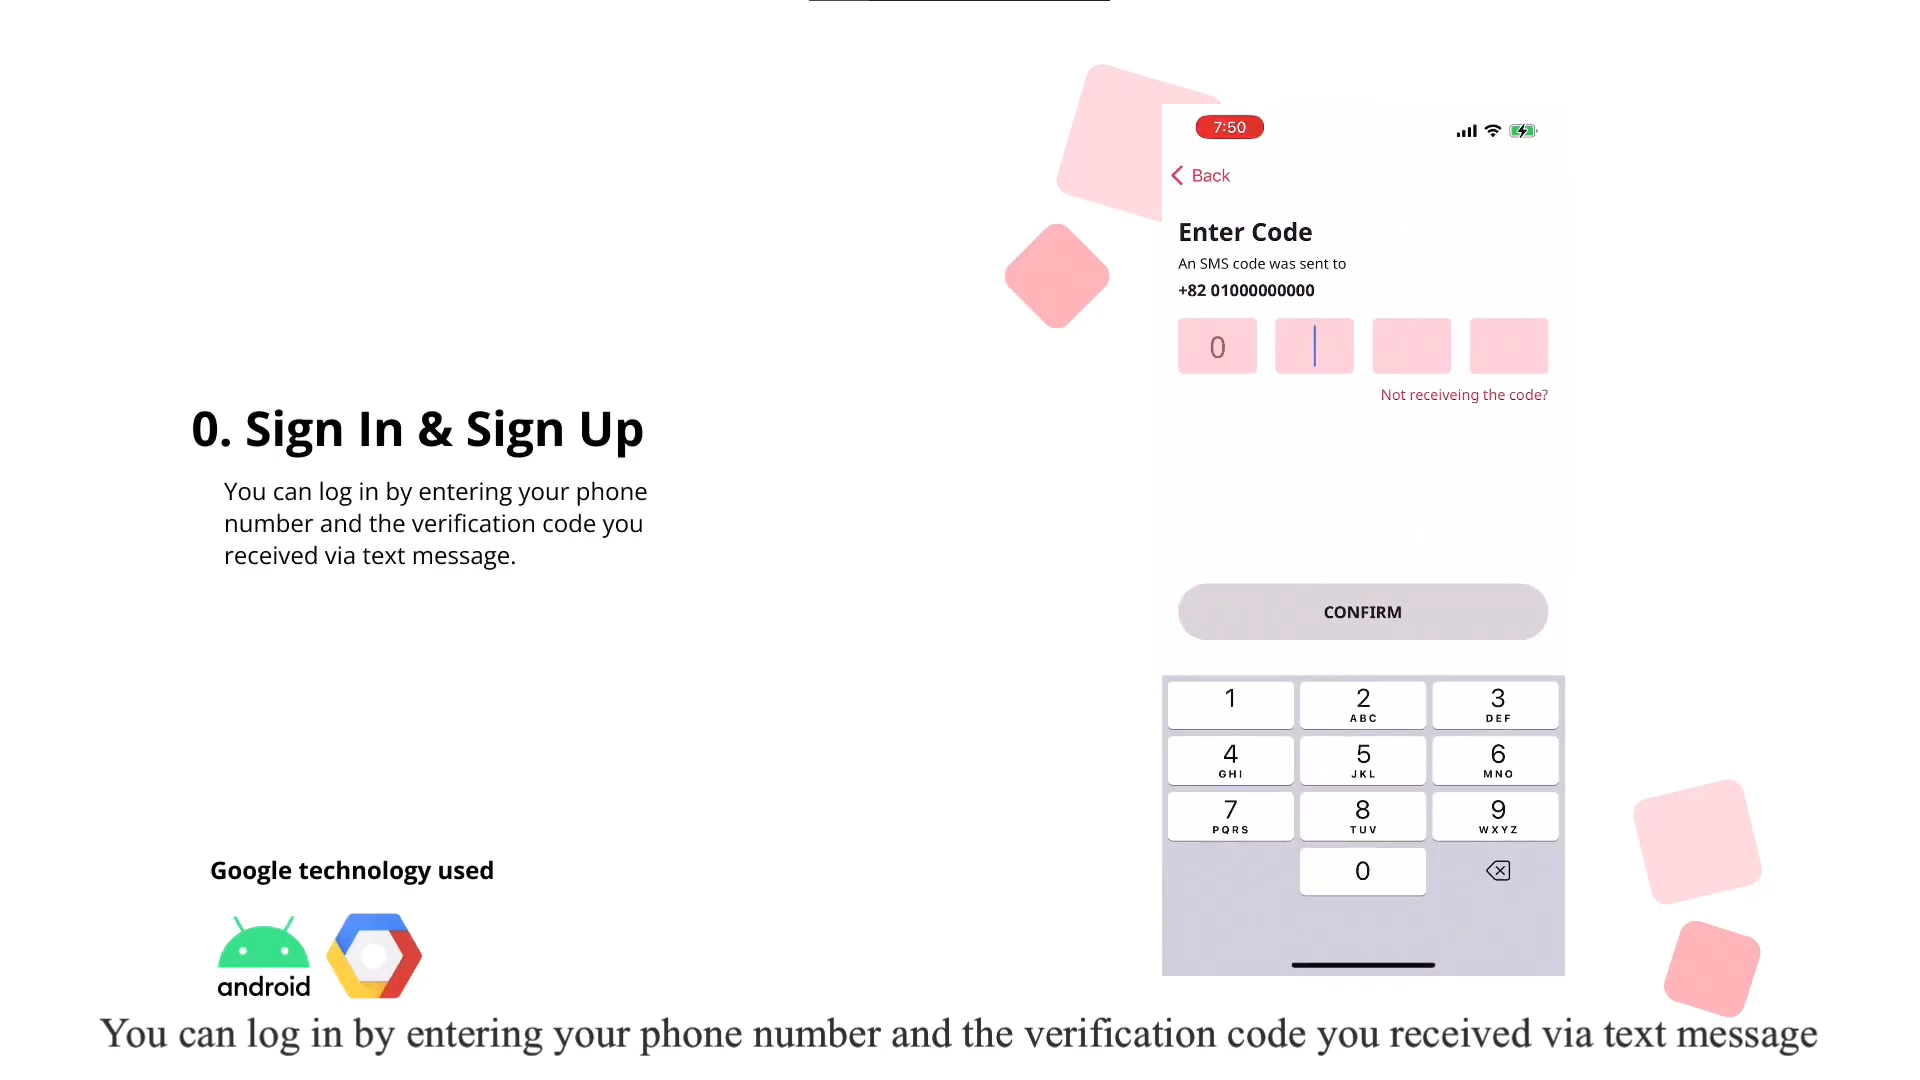 7:50
Back
Enter Code
An SMS code was sent to
+82 01000000000
0
Not receiveing the code?
0. Sign In & Sign Up
You can log in by entering your phone
number and the verification code you
received via text message.
CONFIRM
1 2 3
ABC DEF
4 5 6
GHI JKL MNO
7 8 9
PQRS TUV WXYZ
0
Google technology used
android
You can log in by entering your phone number and the verification code you received via text message